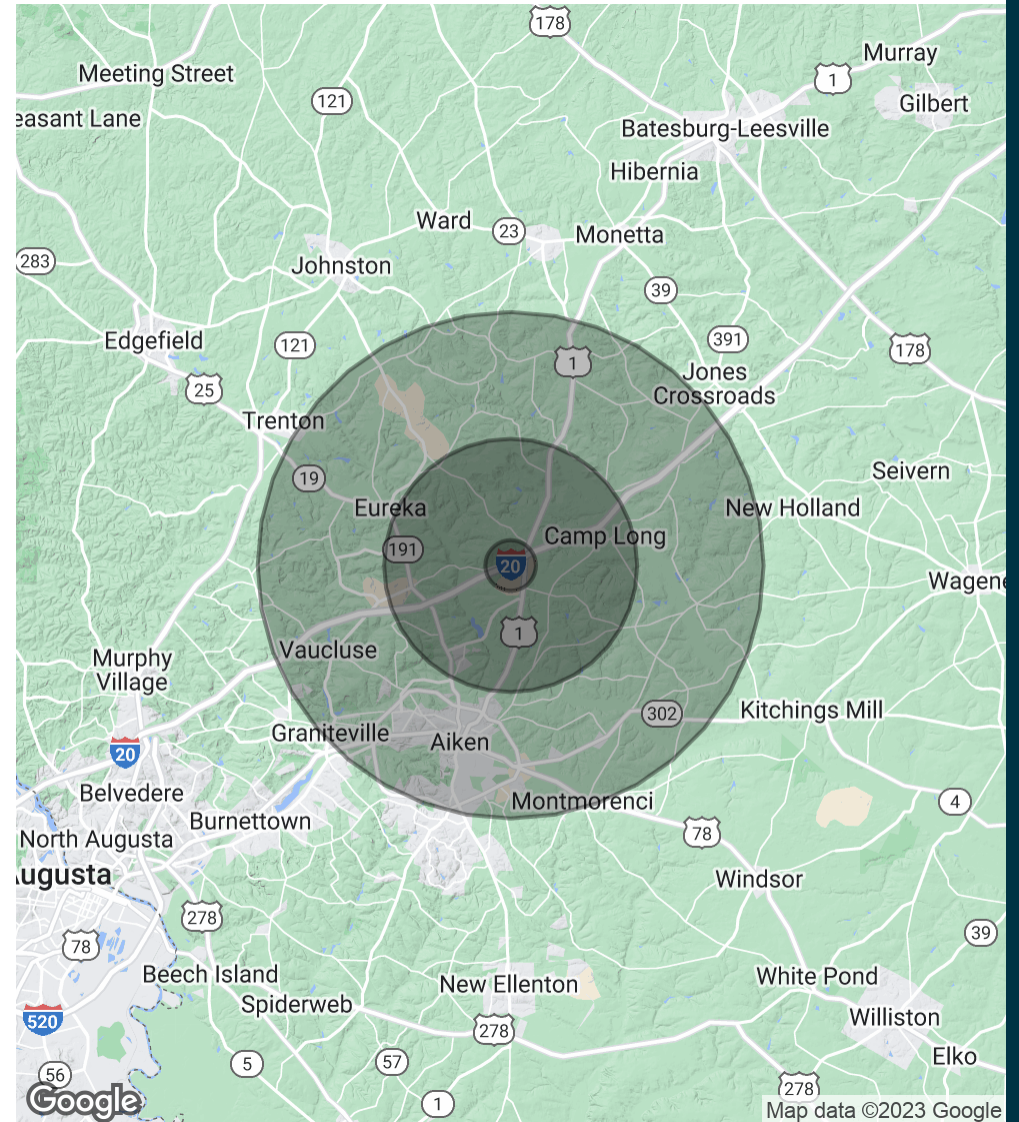 178
Murray
Meeting Street
1
121
Gilbert
easant Lane
Batesburg-Leesville
Hibernia
Ward
23
Monetta
283
Johnston
39
Edgefield
121
391
178
1
25
Jones
Crossroads
Trenton
Seivern
19
Eureka
New Holland
Camp Long
191
20
Wagene
1
Vaucluse
Murphy
Village
302
Kitchings Mill
Graniteville
Aiken
20
Belvedere
Montmorenci
4
Burnettown
North Augusta
78
ugusta
Windsor
278
39
78
Beech Island
White Pond
New Ellenton
Spiderweb
Williston
520
278
Elko
57
5
56
278
1
Google
Map data ©2023 Google